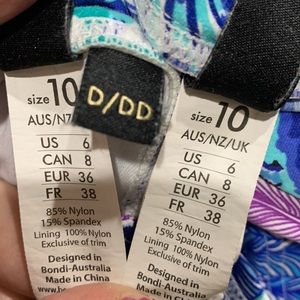 size 10
AUS/NZ
US 6
CAN 8
EUR 36
FR 38
85% Nylon
15% Spandex
Lining 100% Nylon
Exclusive of trim
Designed in
Bondi-Australia
Made in China
D/DD
size 10
AUS/NZ/UK
US 6
CAN 8
EUR 36
FR 38
85% Nylon
15% Spandex
Lining 100% Nylon
Exclusive of trim
Designed in
Bondi-Australia
Made in China